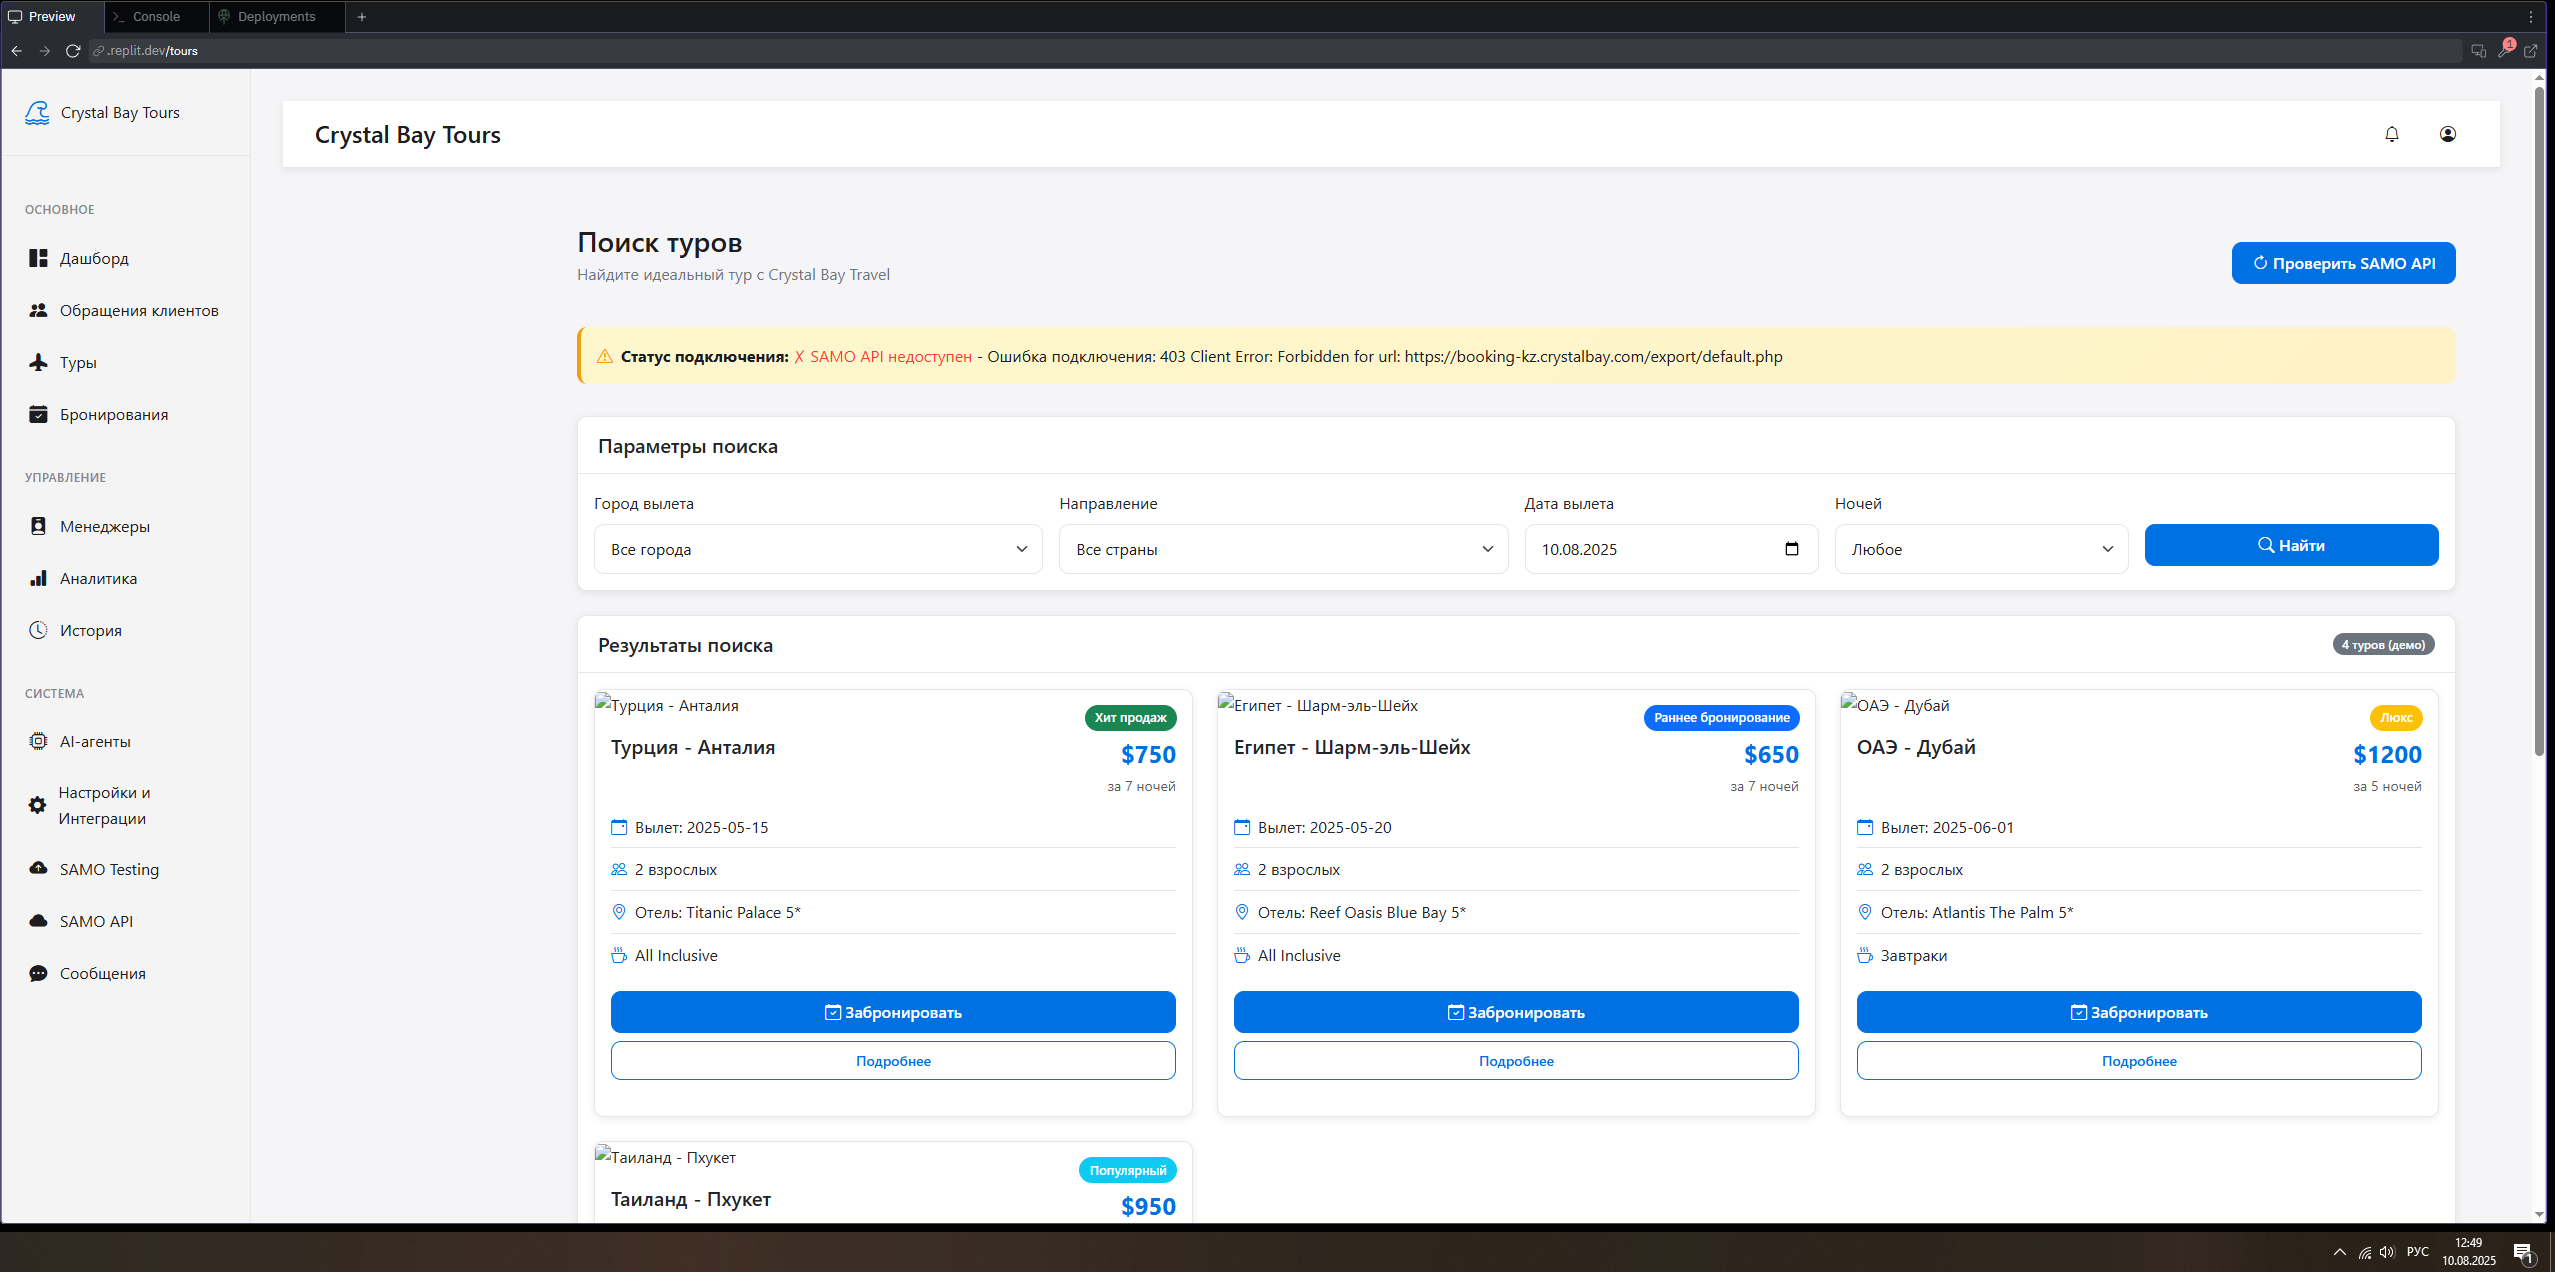 Preview
Console
Deployments
.replit.dev/tours
1
Crystal Bay Tours
ОСНОВНОЕ
Дашборд
Обращения клиентов
Туры
Бронирования
УПРАВЛЕНИЕ
Менеджеры
Аналитика
История
СИСТЕМА
AI-агенты
Настройки и
Интеграции
SAMO Testing
SAMO API
Сообщения
Crystal Bay Tours
Поиск туров
Найдите идеальный тур с Crystal Bay Travel
Проверить SAMO API
Статус подключения: ✗ SAMO API недоступен - Ошибка подключения: 403 Client Error: Forbidden for url: https://booking-kz.crystalbay.com/export/default.php
Параметры поиска
Город вылета
Все города
Направление
Все страны
Дата вылета
10.08.2025
Ночей
Любое
Найти
Результаты поиска
4 туров (демо)
Турция - Анталия
Хит продаж
Турция - Анталия
$750
за 7 ночей
Вылет: 2025-05-15
2 взрослых
Отель: Titanic Palace 5*
All Inclusive
Забронировать
Подробнее
Египет - Шарм-эль-Шейх
Раннее бронирование
Египет - Шарм-эль-Шейх
$650
за 7 ночей
Вылет: 2025-05-20
2 взрослых
Отель: Reef Oasis Blue Bay 5*
All Inclusive
Забронировать
Подробнее
ОАЭ - Дубай
Люкс
ОАЭ - Дубай
$1200
за 5 ночей
Вылет: 2025-06-01
2 взрослых
Отель: Atlantis The Palm 5*
Завтраки
Забронировать
Подробнее
Таиланд - Пхукет
Популярный
Таиланд - Пхукет
$950
РУС
12:49
10.08.2025
1